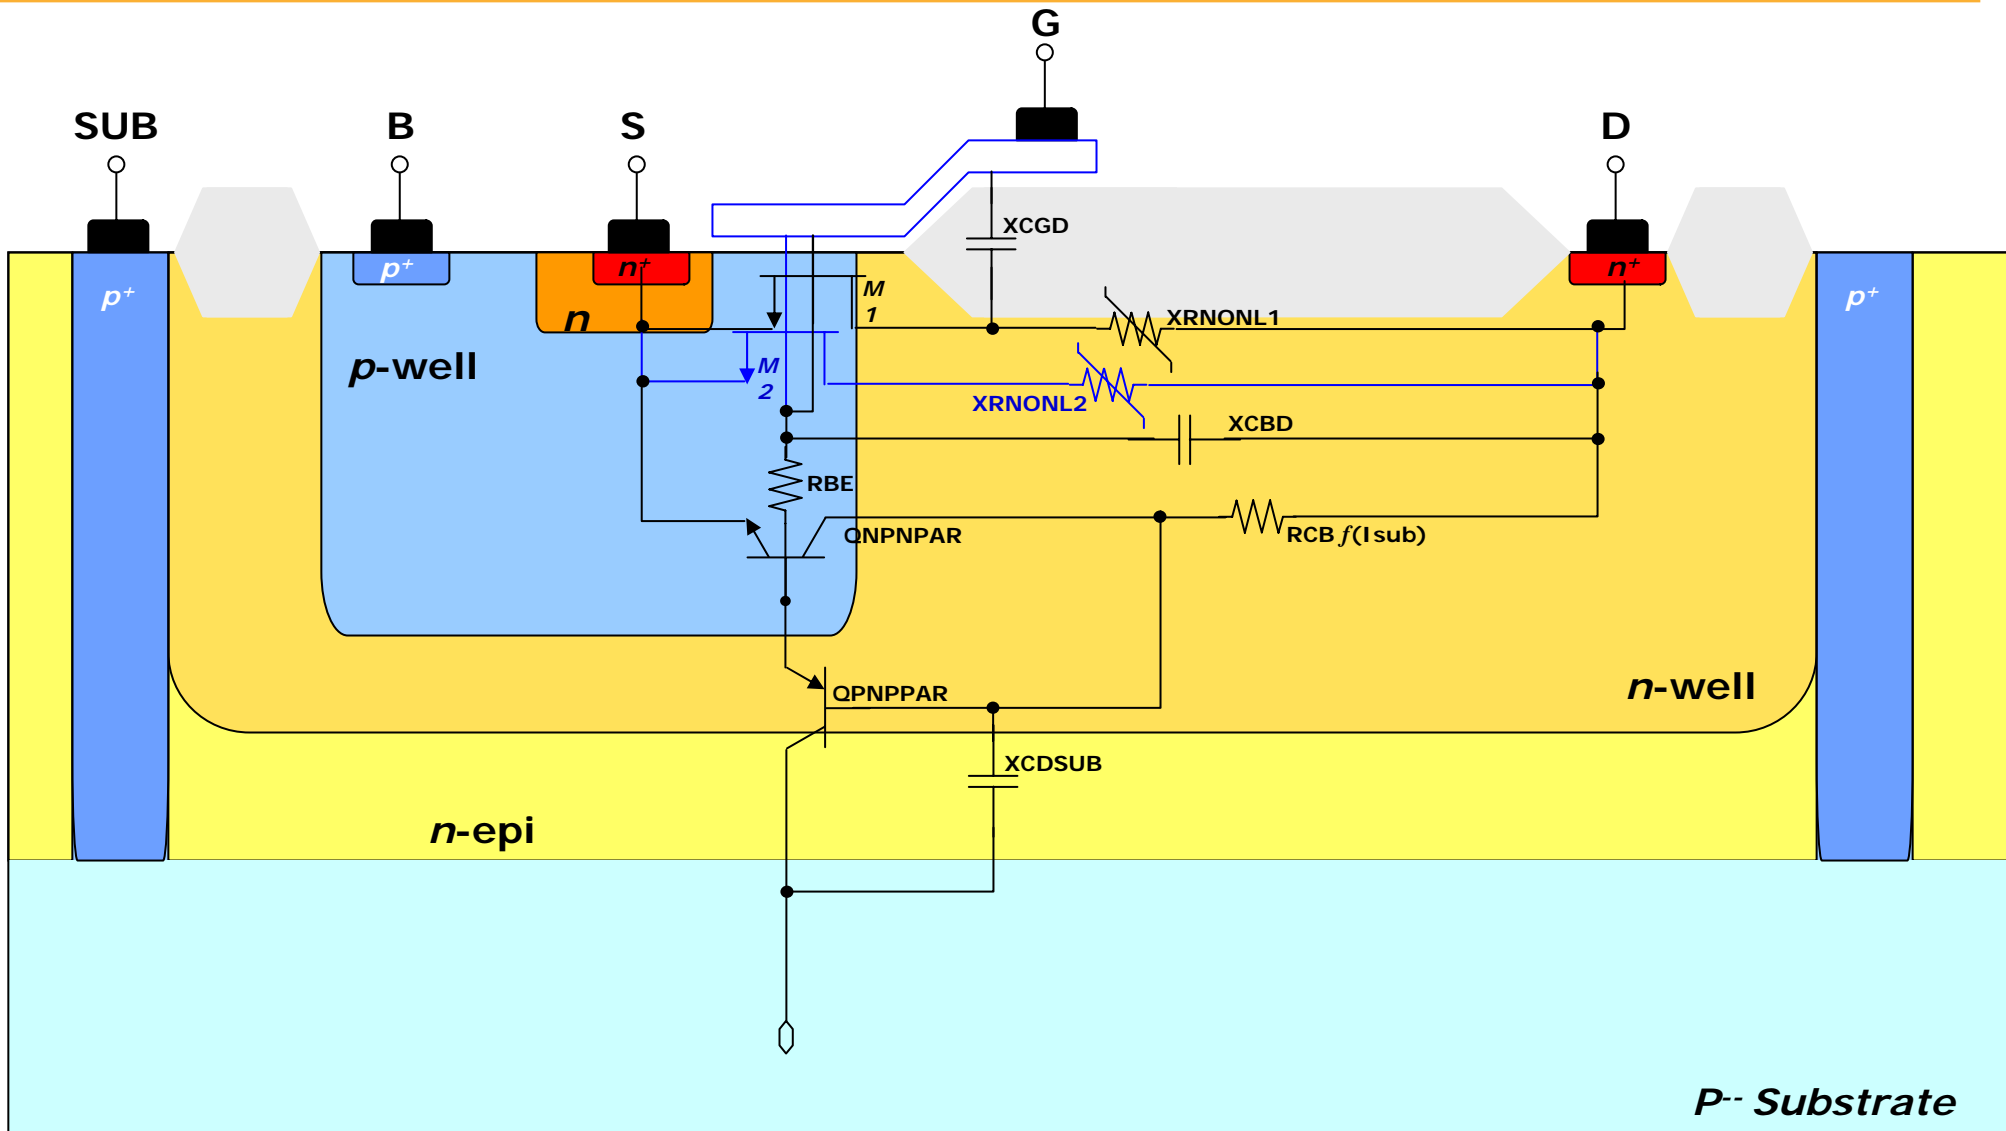 G
SUB
B
S
D
XCGD
p+
n+
n+
p+
p+
M
1
n
XRNONL1
p-well
M
2
XRNONL2
XCBD
RBE
QNPNPAR
RCB f(Isub)
QPNPPAR
n-well
XCDSUB
n-epi
P-- Substrate